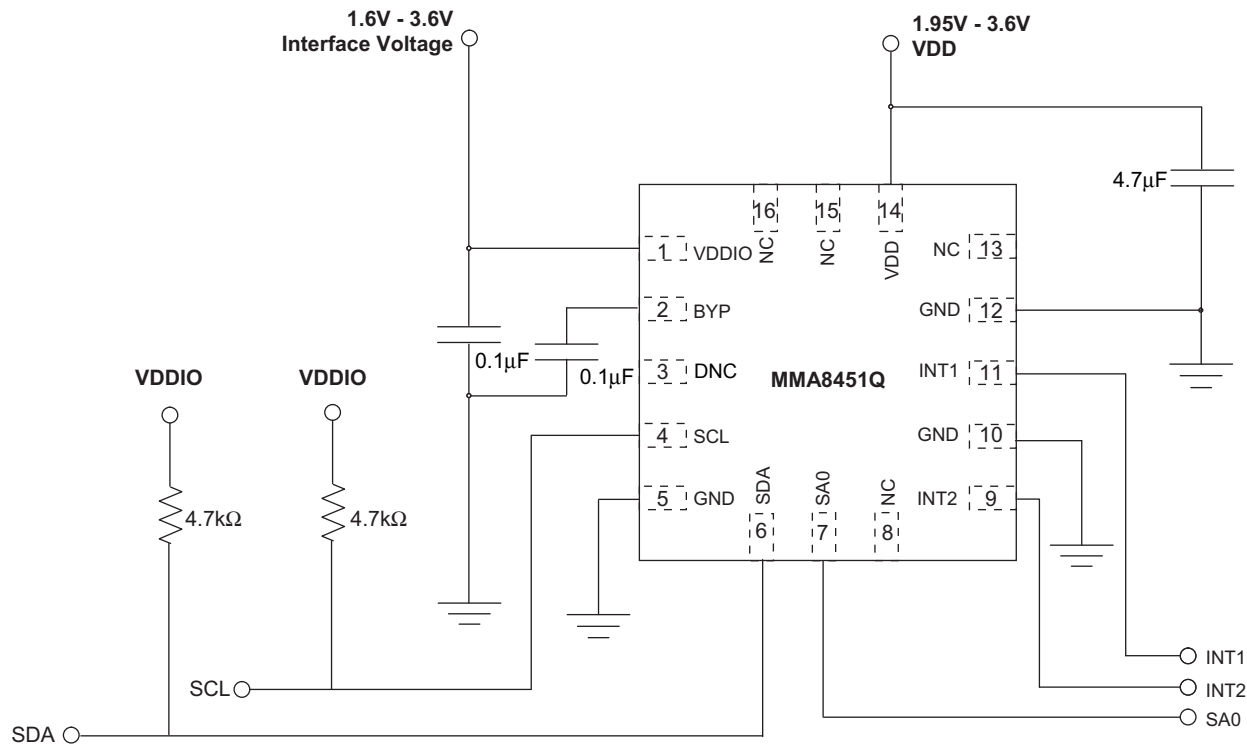 1.6V - 3.6V
Interface Voltage
1.95V - 3.6V
VDD
4.7μF
16
NC
15
NC
14
VDD
1 VDDIO
NC 13
2 BYP
GND 12
0.1μF
0.1μF
3 DNC
MMA8451Q
INT1 11
VDDIO
VDDIO
4 SCL
GND 10
5 GND
SDA
6
SA0
7
NC
8
INT2 9
4.7kΩ
4.7kΩ
INT1
SCL
INT2
SA0
SDA